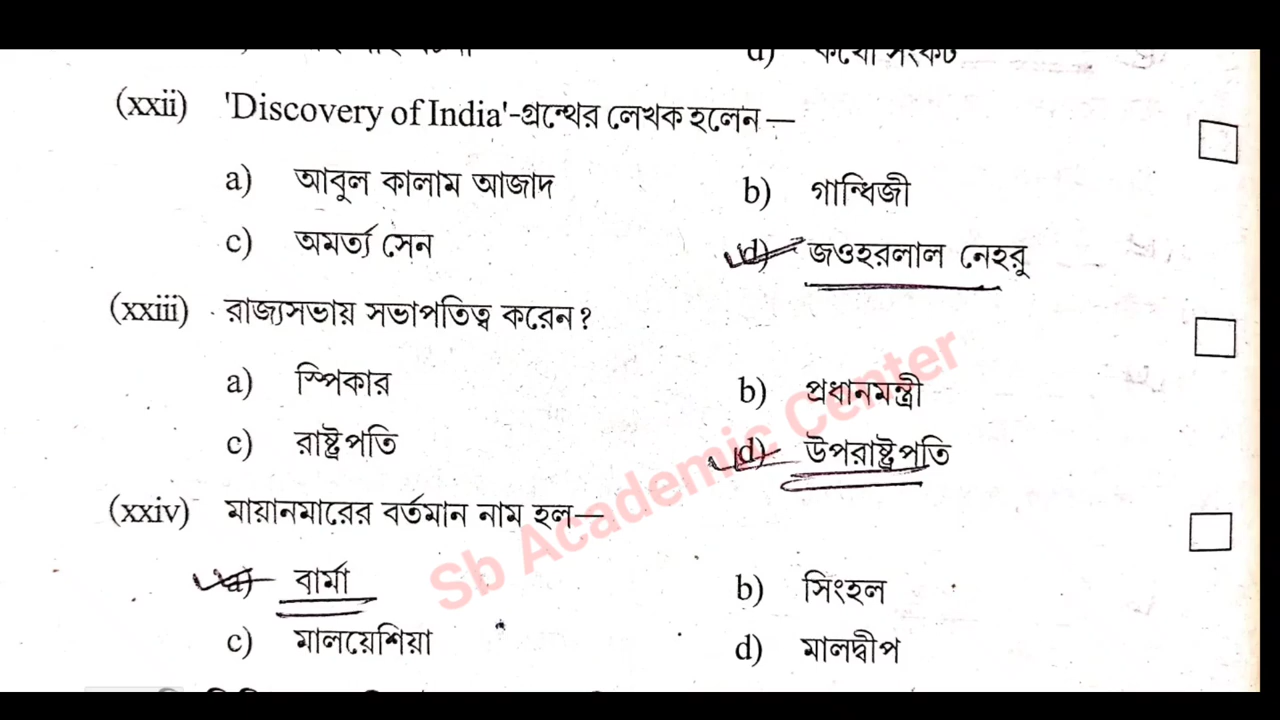 d)
(xxii) 'Discovery of India'-গ্রন্থের লেখক হলেন —
a) আবুল কালাম আজাদ b) গান্ধিজী
c) অমর্ত্য সেন d) জওহরলাল নেহরু
(xxiii) রাজ্যসভায় সভাপতিত্ব করেন?
a) স্পিকার b) প্রধানমন্ত্রী
c) রাষ্ট্রপতি d) উপরাষ্ট্রপতি
(xxiv) মায়ানমারের বর্তমান নাম হল—
a) বার্মা b) সিংহল
c) মালয়েশিয়া d) মালদ্বীপ
Sb Academic Center